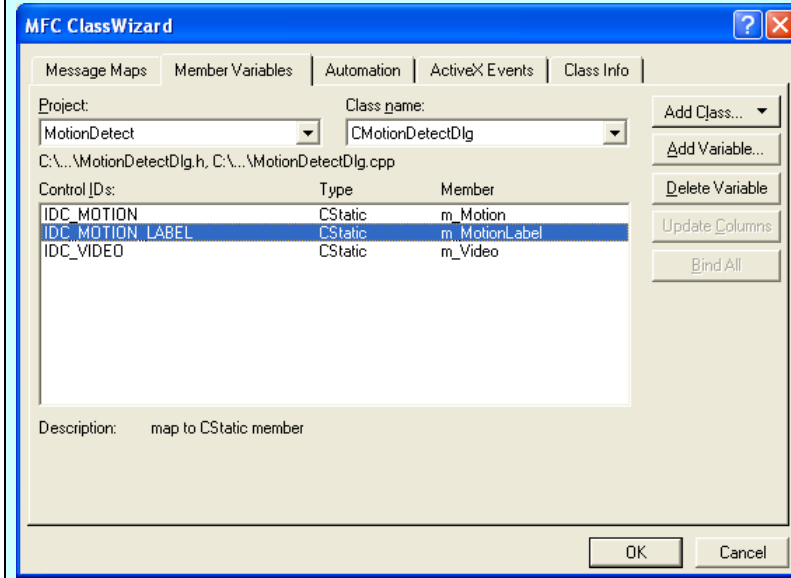 MFC ClassWizard
Message Maps Member Variables Automation ActiveX Events Class Info
Project: Class name:
MotionDetect CMotionDetectDlg
C:\...\MotionDetectDlg.h, C:\...\MotionDetectDlg.cpp
Control IDs: Type Member
IDC_MOTION CStatic m_Motion
IDC_MOTION_LABEL CStatic m_MotionLabel
IDC_VIDEO CStatic m_Video
Description: map to CStatic member
Add Class...
Add Variable...
Delete Variable
Update Columns
Bind All
OK Cancel